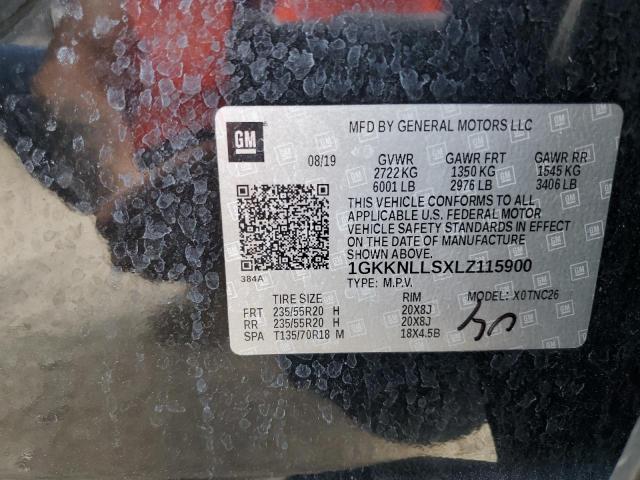 GM
MFD BY GENERAL MOTORS LLC
08/19 GVWR GAWR FRT GAWR RR
2722 KG 1350 KG 1545 KG
6001 LB 2976 LB 3406 LB
THIS VEHICLE CONFORMS TO ALL
APPLICABLE U.S. FEDERAL MOTOR
VEHICLE SAFETY STANDARDS IN EFFECT
ON THE DATE OF MANUFACTURE
SHOWN ABOVE.
1GKKNLLSXLZ115900
384A
TYPE: M.P.V.
TIRE SIZE RIM MODEL: X0TNC26
FRT 235/55R20 H 20X8J
RR 235/55R20 H 20X8J
SPA T135/70R18 M 18X4.5B